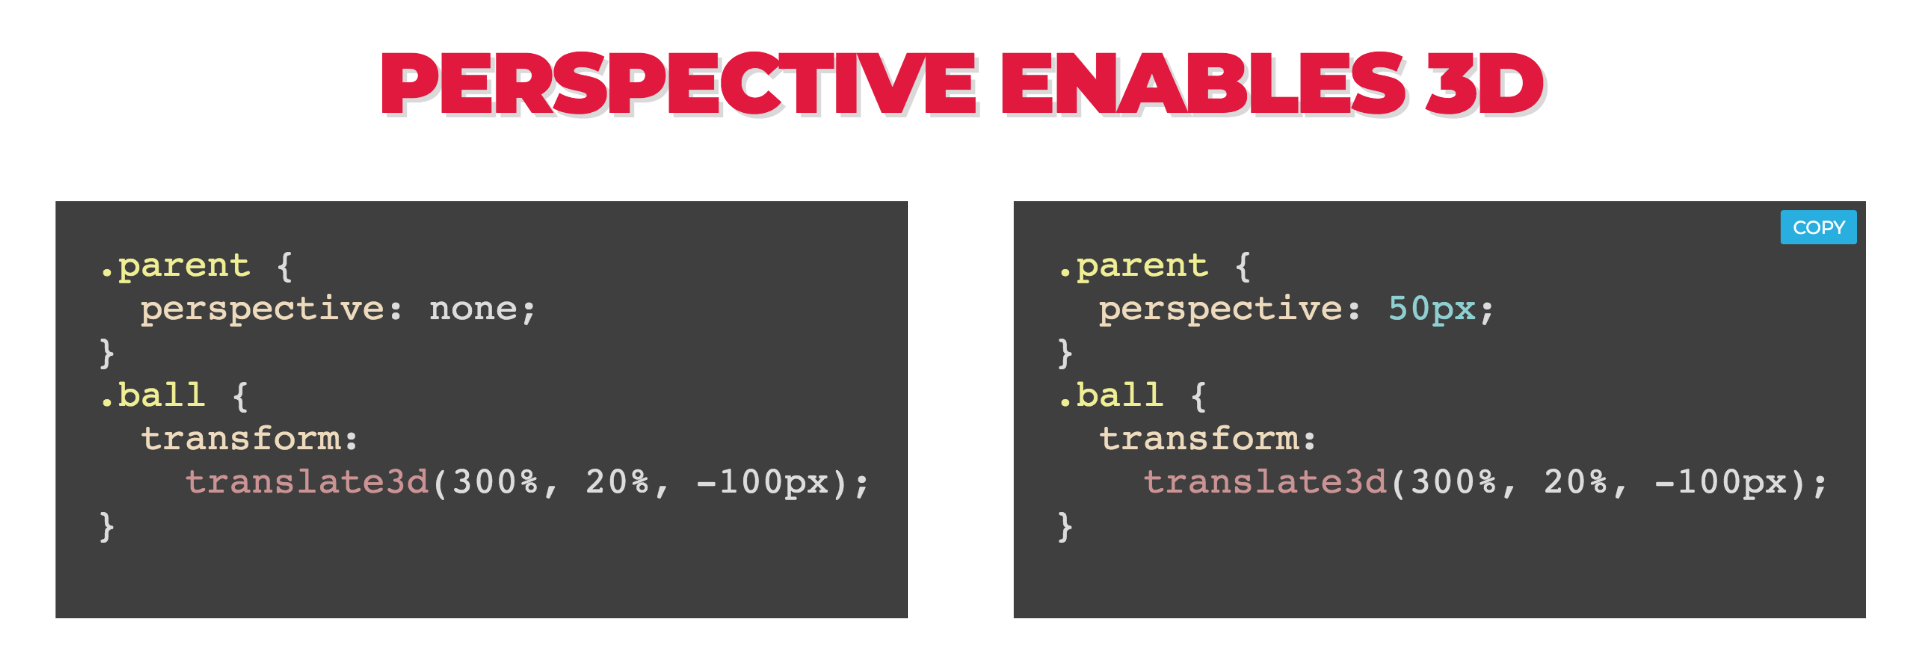 PERSPECTIVE ENABLES 3D
.parent {
  perspective: none;
}
.ball {
  transform:
    translate3d(300%, 20%, -100px);
}
COPY
.parent {
  perspective: 50px;
}
.ball {
  transform:
    translate3d(300%, 20%, -100px);
}